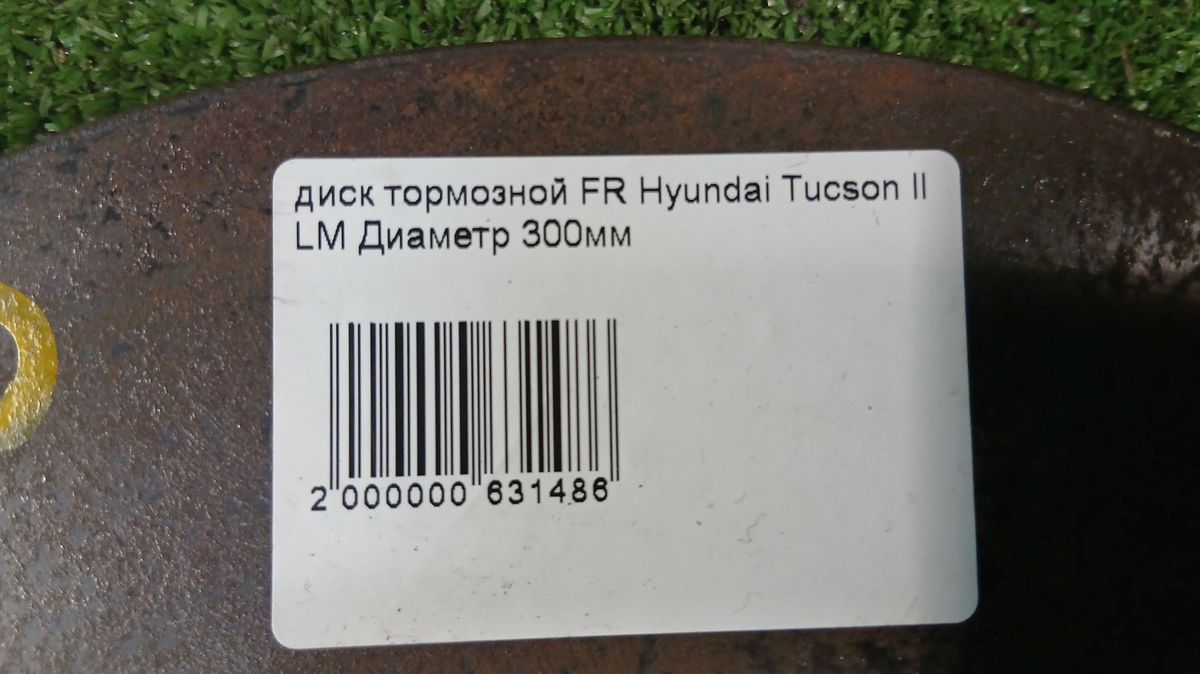 диск тормозной FR Hyundai Tucson II
LM Диаметр 300мм
2 000000 631486